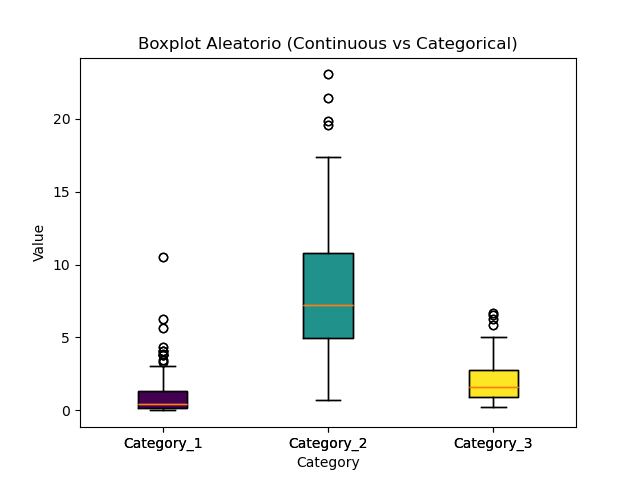 Boxplot Aleatorio (Continuous vs Categorical)
20
15
10
5
0
Value
Category_1
Category_2
Category_3
Category